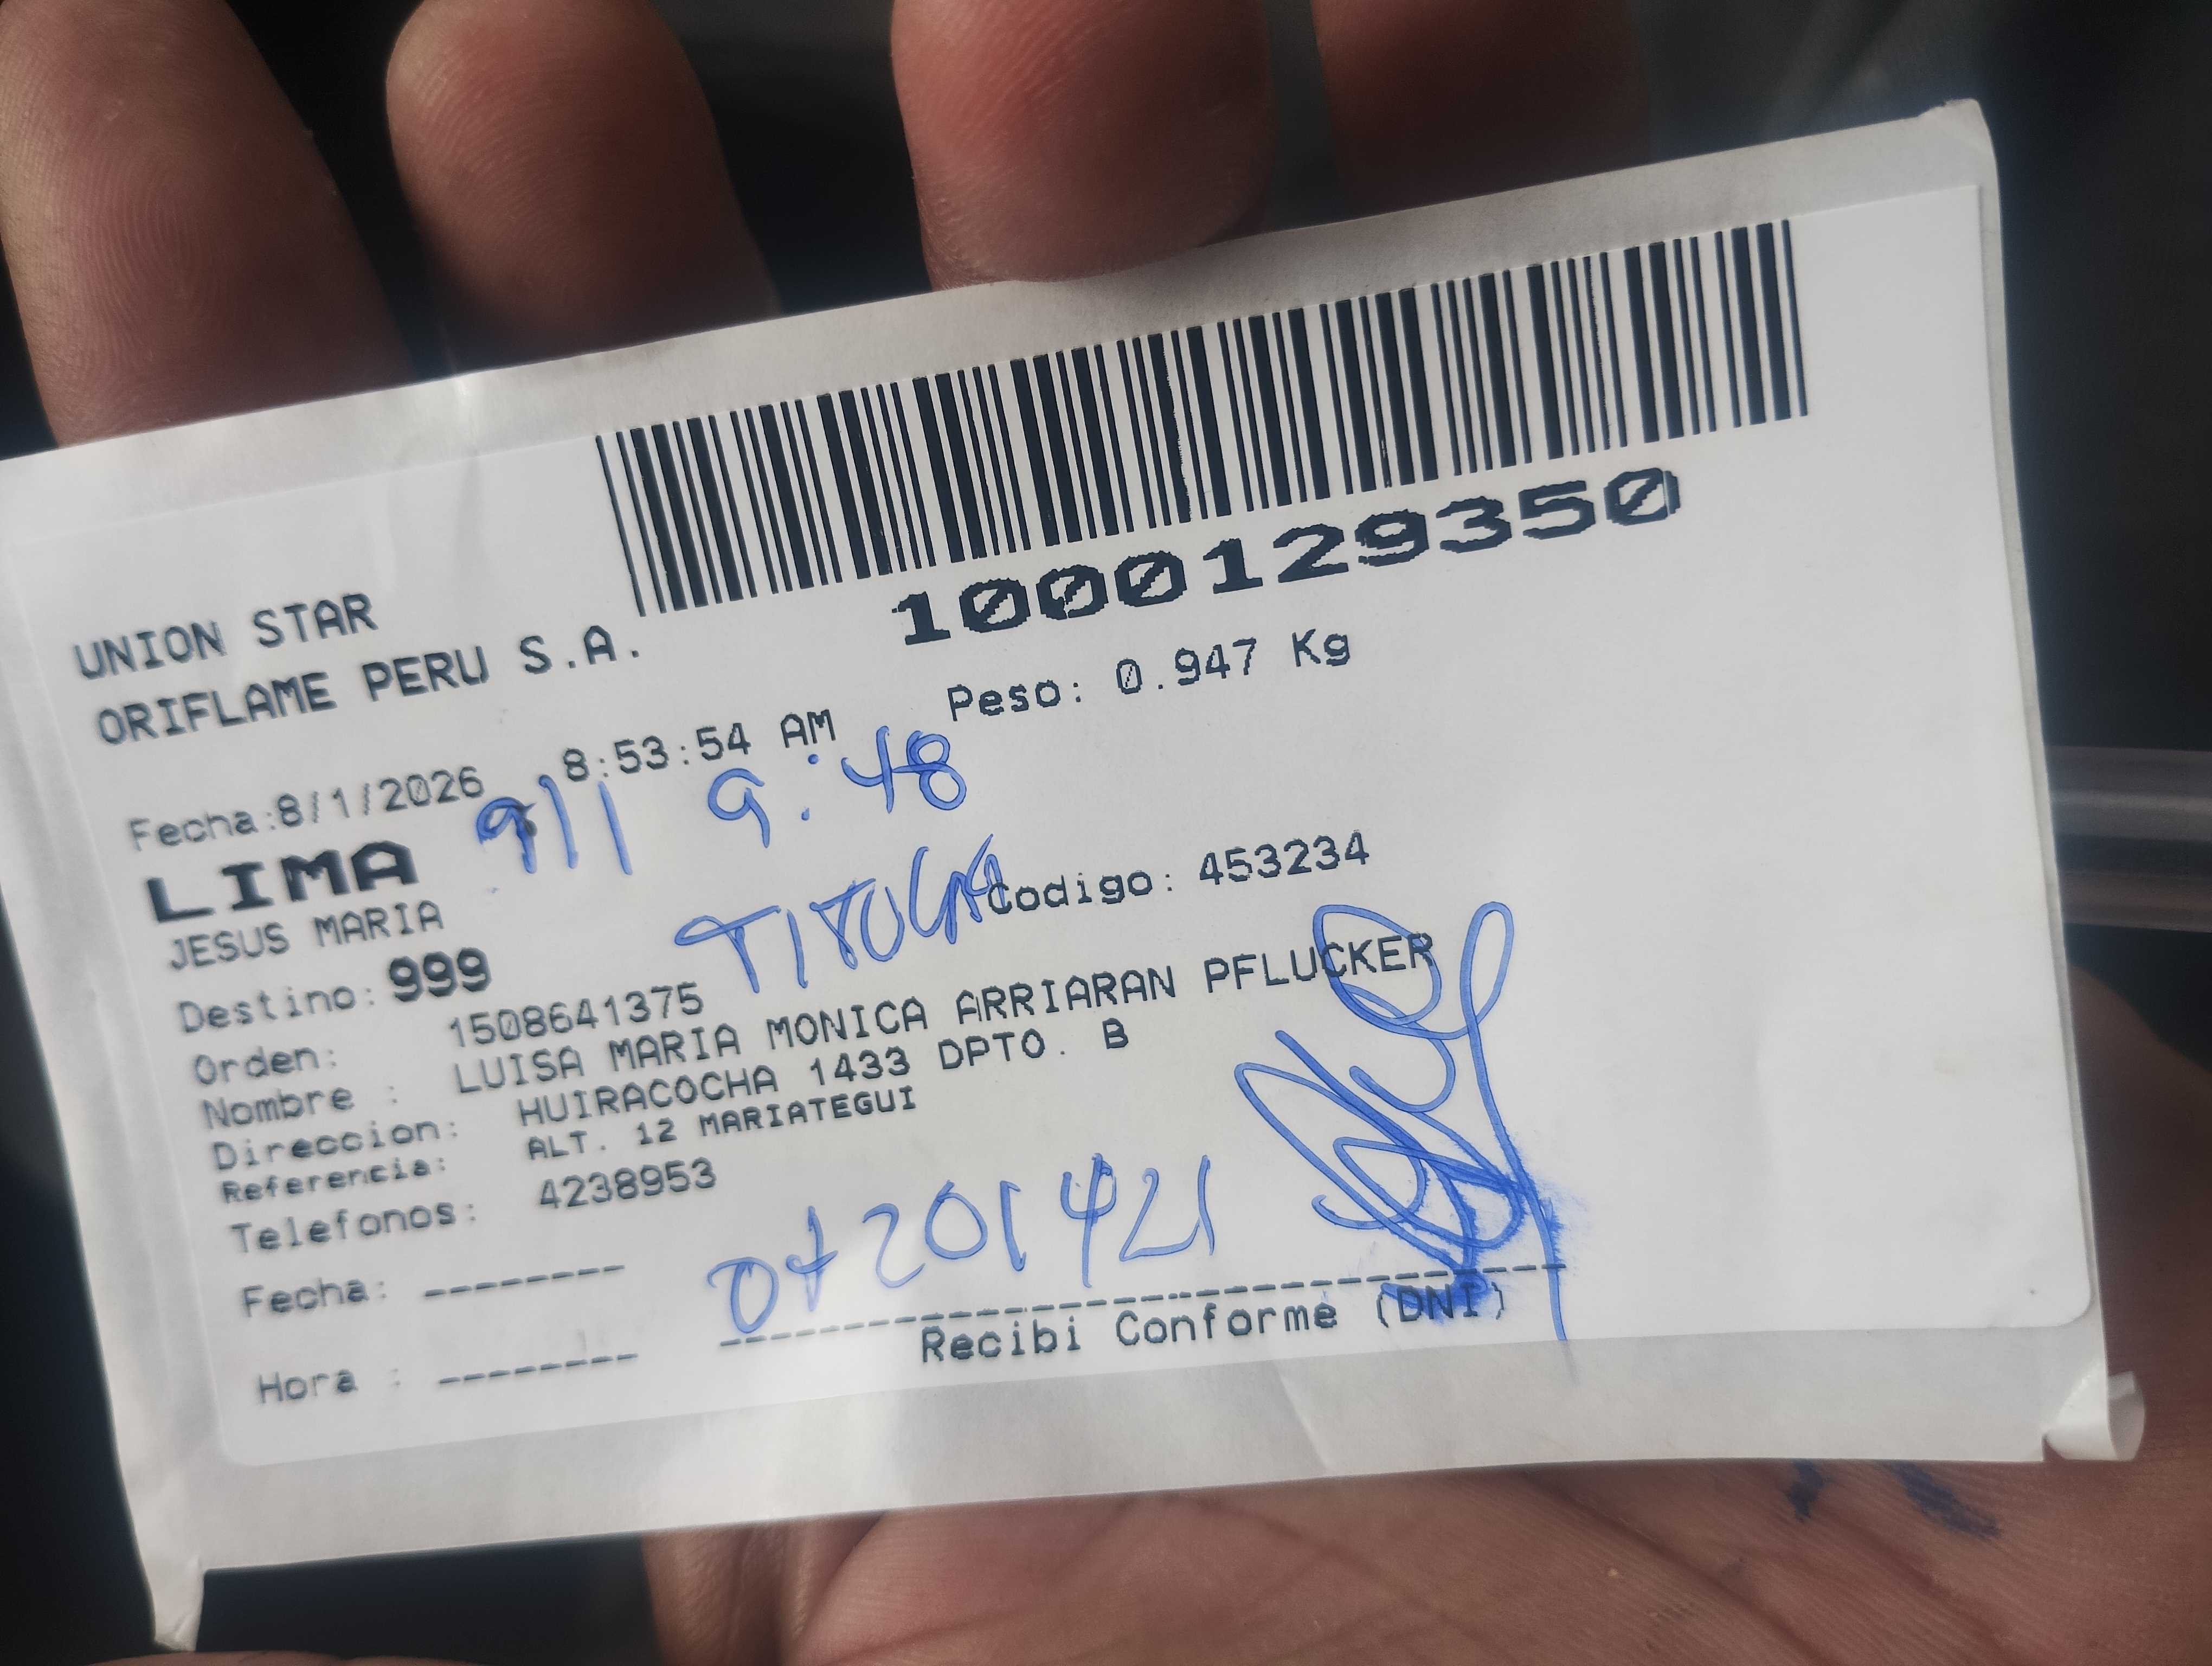 1000129350
UNION STAR
ORIFLAME PERU S.A.
Peso: 0.947 Kg
Fecha:8/1/2026 8:53:54 AM
9/1 9:48
LIMA
JESUS MARIA
TITULAR
Codigo: 453234
Destino: 999
Orden: 1508641375
Nombre : LUISA MARIA MONICA ARRIARAN PFLUCKER
Direccion: HUIRACOCHA 1433 DPTO. B
Referencia: ALT. 12 MARIATEGUI
Telefonos: 4238953
07201421
Fecha: --------
Recibi Conforme (DNI)
Hora : --------